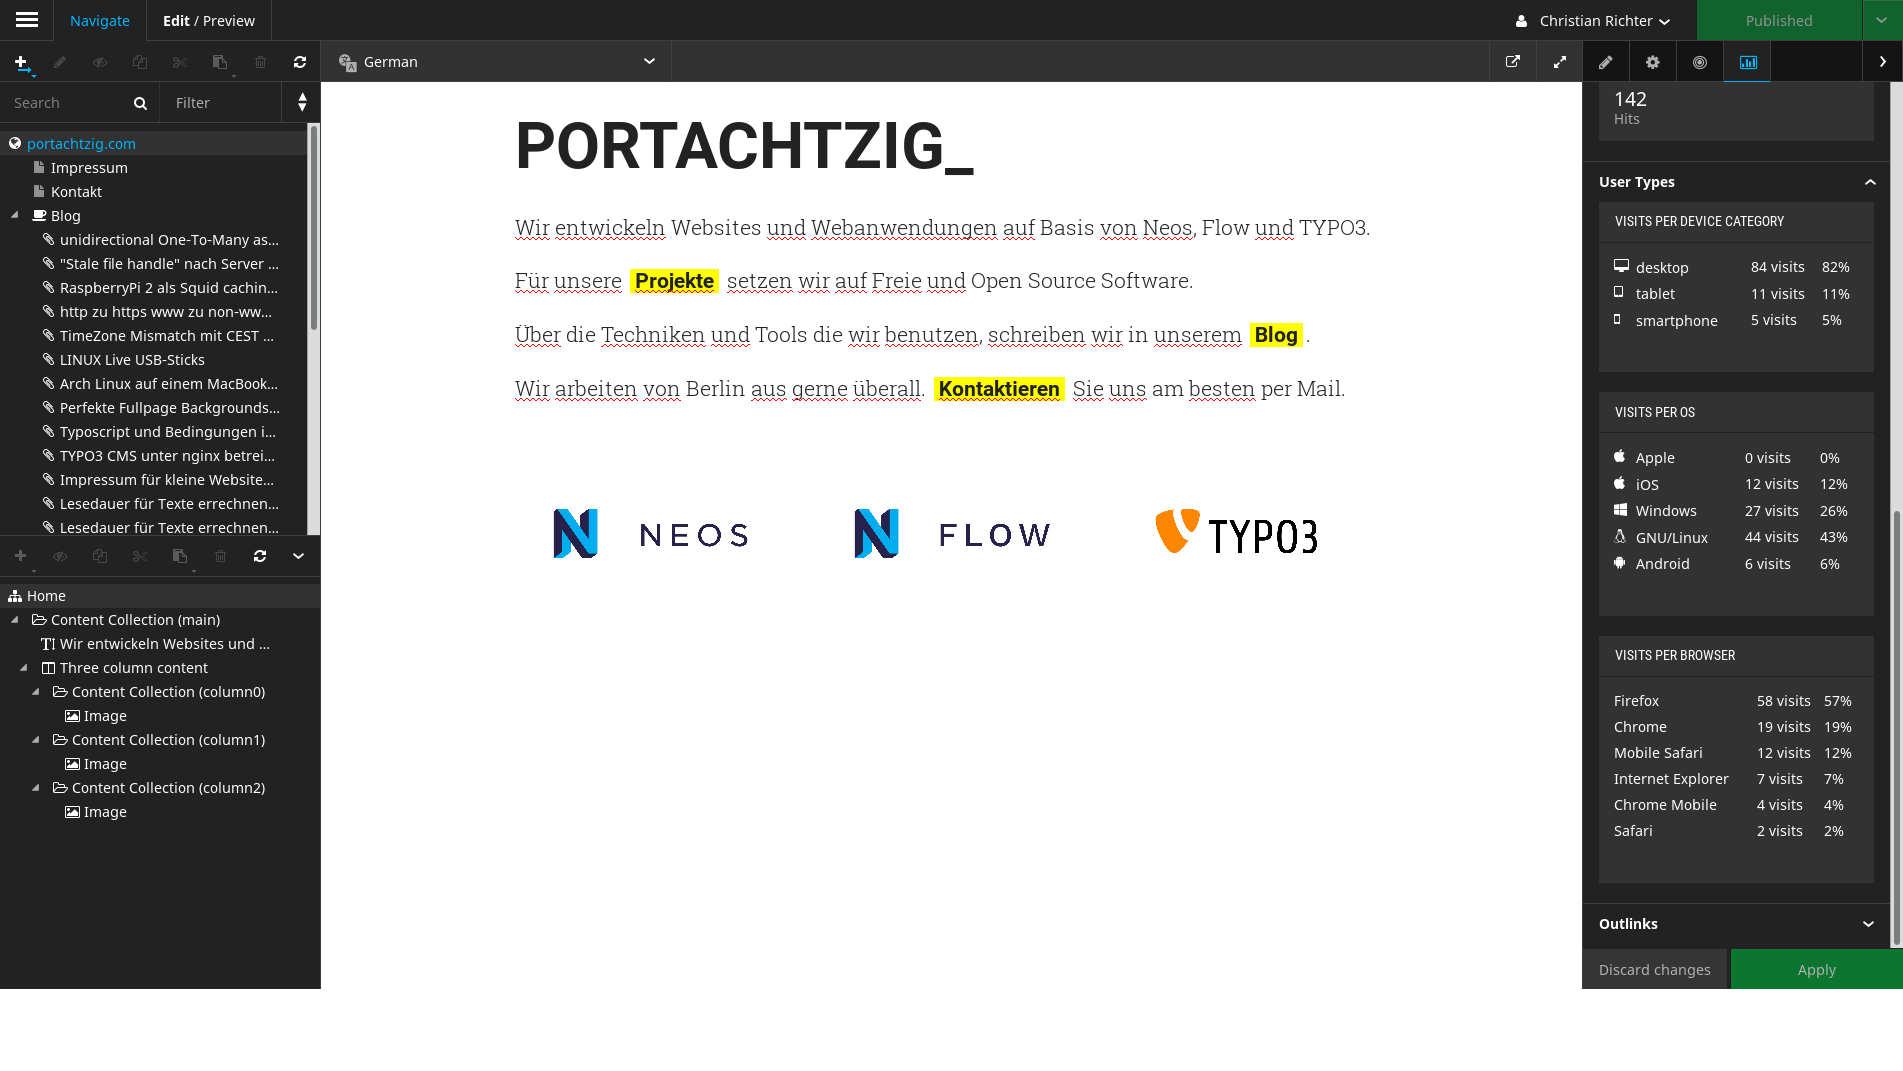 Navigate
Edit / Preview
Christian Richter
Published
German
Search
Filter
portachtzig.com
Impressum
Kontakt
Blog
unidirectional One-To-Many as...
"Stale file handle" nach Server ...
RaspberryPi 2 als Squid cachin...
http zu https www zu non-ww...
TimeZone Mismatch mit CEST ...
LINUX Live USB-Sticks
Arch Linux auf einem MacBook...
Perfekte Fullpage Backgrounds...
Typoscript und Bedingungen i...
TYPO3 CMS unter nginx betrei...
Impressum für kleine Website...
Lesedauer für Texte errechnen...
Lesedauer für Texte errechnen...
Home
Content Collection (main)
Wir entwickeln Websites und ...
Three column content
Content Collection (column0)
Image
Content Collection (column1)
Image
Content Collection (column2)
Image
PORTACHTZIG_
Wir entwickeln Websites und Webanwendungen auf Basis von Neos, Flow und TYPO3.
Für unsere Projekte setzen wir auf Freie und Open Source Software.
Über die Techniken und Tools die wir benutzen, schreiben wir in unserem Blog .
Wir arbeiten von Berlin aus gerne überall. Kontaktieren Sie uns am besten per Mail.
NEOS
FLOW
TYPO3
142
Hits
User Types
VISITS PER DEVICE CATEGORY
desktop 84 visits 82%
tablet 11 visits 11%
smartphone 5 visits 5%
VISITS PER OS
Apple 0 visits 0%
iOS 12 visits 12%
Windows 27 visits 26%
GNU/Linux 44 visits 43%
Android 6 visits 6%
VISITS PER BROWSER
Firefox 58 visits 57%
Chrome 19 visits 19%
Mobile Safari 12 visits 12%
Internet Explorer 7 visits 7%
Chrome Mobile 4 visits 4%
Safari 2 visits 2%
Outlinks
Discard changes
Apply